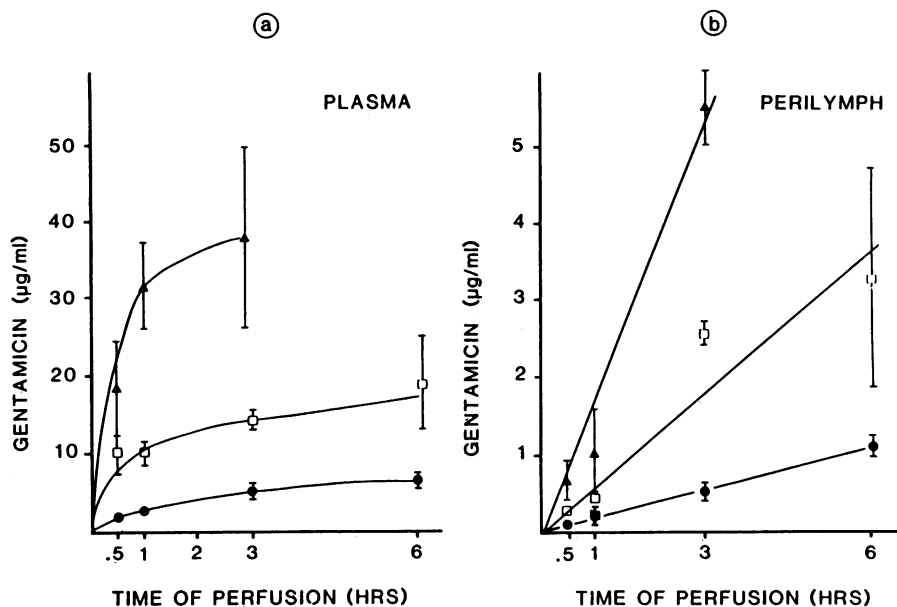 a
PLASMA
GENTAMICIN (µg/ml)
50
40
30
20
10
.5 1 2 3 6
TIME OF PERFUSION (HRS)
b
PERILYMPH
GENTAMICIN (µg/ml)
5
4
3
2
1
.5 1 3 6
TIME OF PERFUSION (HRS)